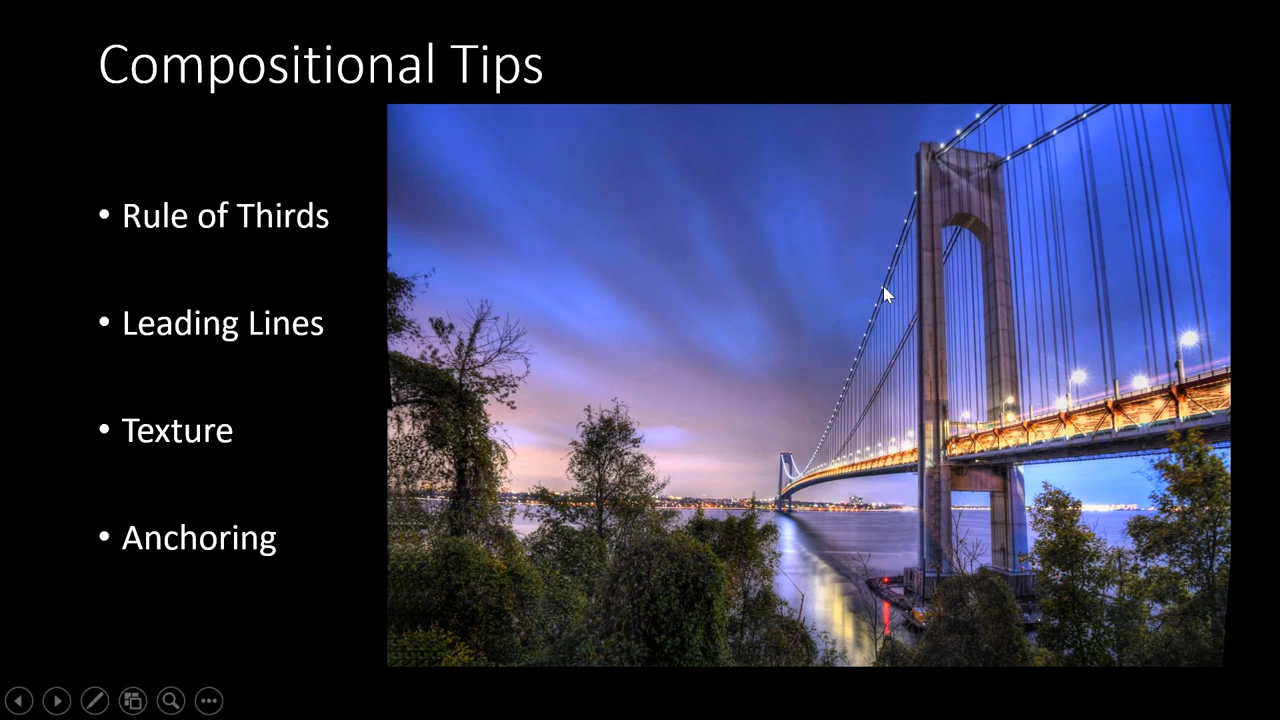 Compositional Tips
• Rule of Thirds
• Leading Lines
• Texture
• Anchoring